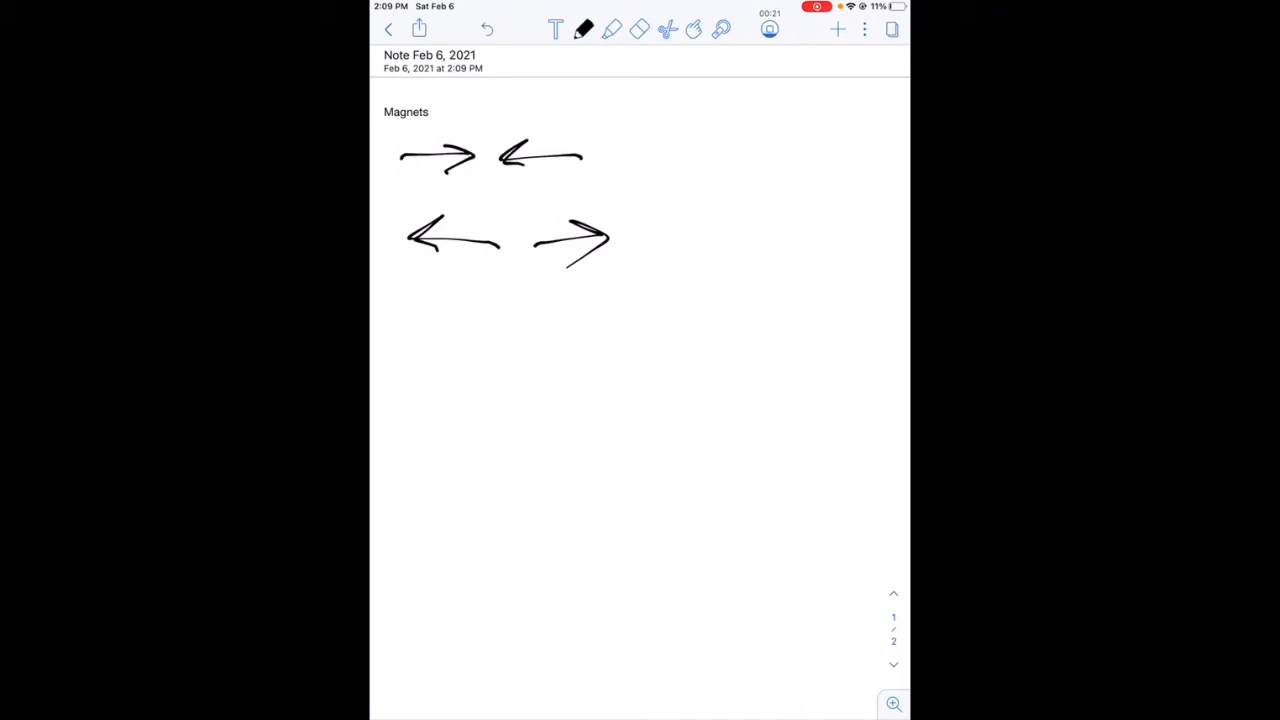 2:09 PM Sat Feb 6 11%
00:21
Note Feb 6, 2021
Feb 6, 2021 at 2:09 PM
Magnets
1
/
2